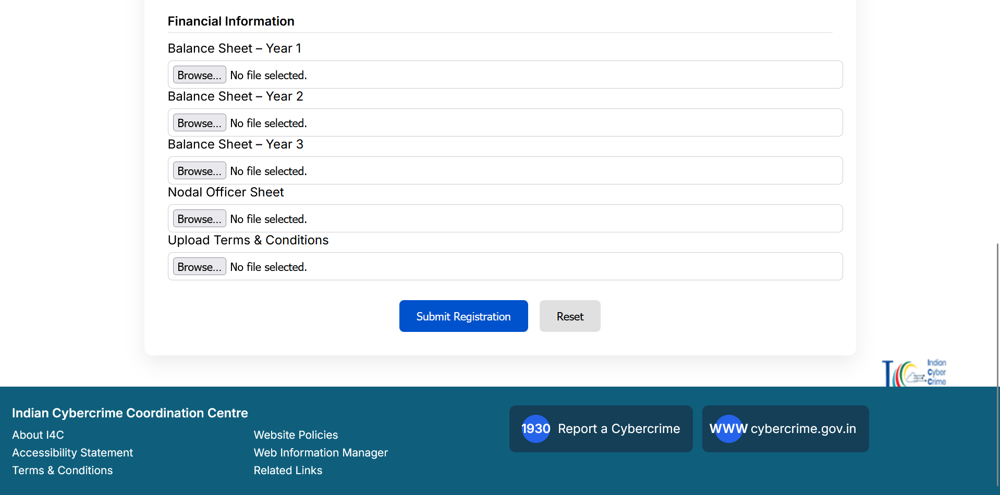 Financial Information
Balance Sheet – Year 1
Browse... No file selected.
Balance Sheet – Year 2
Browse... No file selected.
Balance Sheet – Year 3
Browse... No file selected.
Nodal Officer Sheet
Browse... No file selected.
Upload Terms & Conditions
Browse... No file selected.
Submit Registration Reset
Indian
Cyber
Crime
Indian Cybercrime Coordination Centre
About I4C
Accessibility Statement
Terms & Conditions
Website Policies
Web Information Manager
Related Links
1930 Report a Cybercrime
WWW cybercrime.gov.in